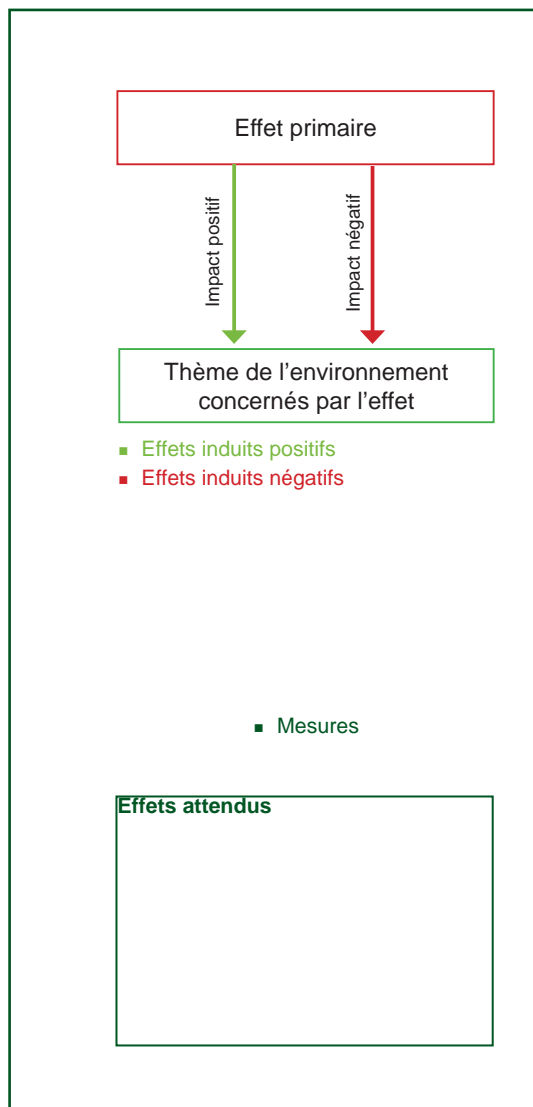 Effet primaire
Impact positif
Impact négatif
Thème de l’environnement
concernés par l’effet
▪ Effets induits positifs
▪ Effets induits négatifs
▪ Mesures
Effets attendus